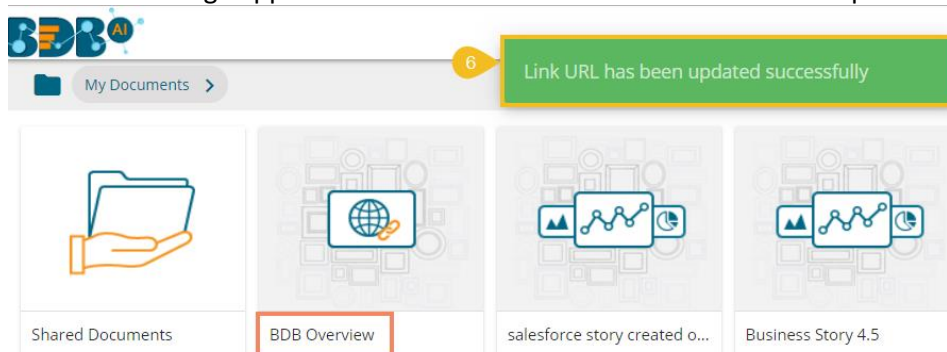 BDB AI
6
Link URL has been updated successfully
My Documents >
Shared Documents
BDB Overview
salesforce story created o...
Business Story 4.5